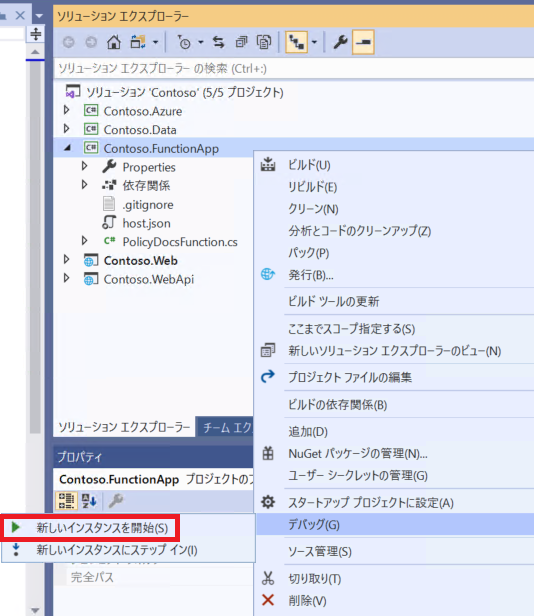 ソリューション エクスプローラー
ソリューション エクスプローラー の検索 (Ctrl+:)
ソリューション 'Contoso' (5/5 プロジェクト)
Contoso.Azure
Contoso.Data
Contoso.FunctionApp
Properties
依存関係
.gitignore
host.json
PolicyDocsFunction.cs
Contoso.Web
Contoso.WebApi
ビルド(U)
リビルド(E)
クリーン(N)
分析とコードのクリーンアップ(Z)
パック(P)
発行(B)...
ビルド ツールの更新
ここまでスコープ指定する(S)
新しいソリューション エクスプローラーのビュー(N)
プロジェクト ファイルの編集
ビルドの依存関係(B)
追加(D)
NuGet パッケージの管理(N)...
ユーザー シークレットの管理(G)
スタートアップ プロジェクトに設定(A)
デバッグ(G)
ソース管理(S)
切り取り(T)
削除(V)
ソリューション エクスプローラー
チーム エク
プロパティ
Contoso.FunctionApp プロジェクトの
新しいインスタンスを開始(S)
新しいインスタンスにステップ イン(I)
完全パス